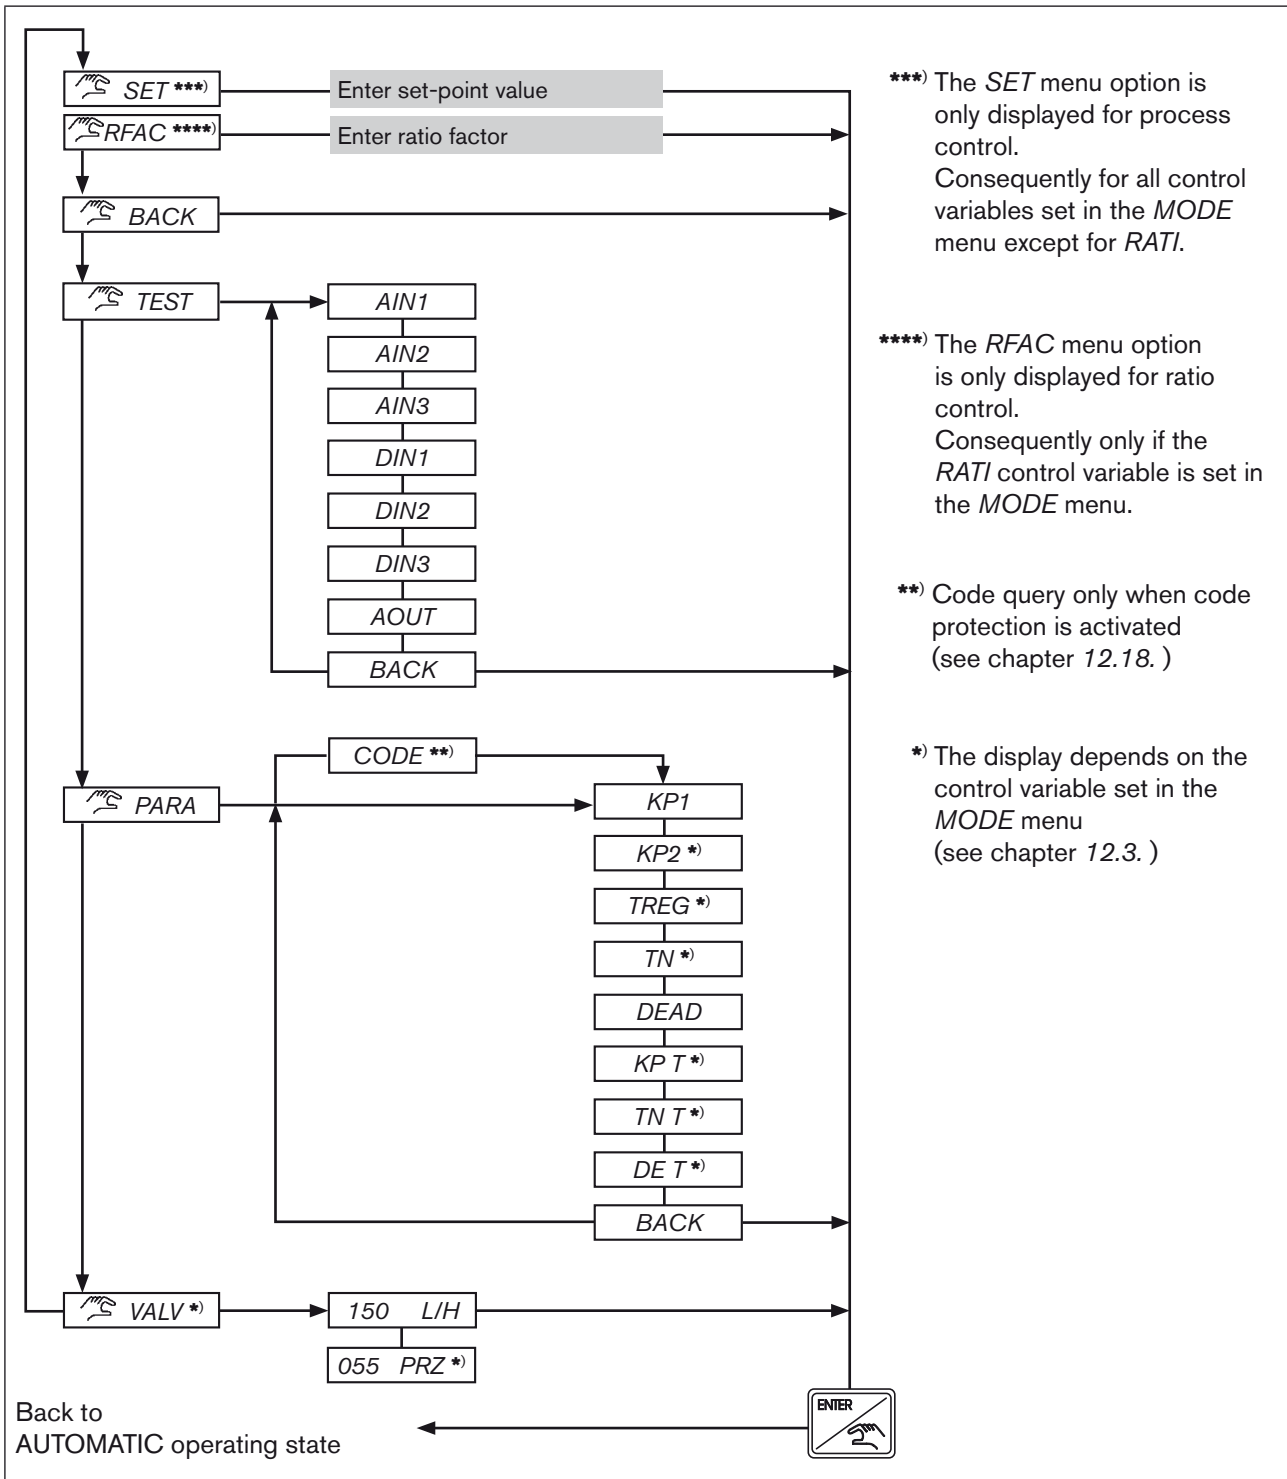 SET ***)
Enter set-point value
RFAC ****)
Enter ratio factor
BACK
TEST
AIN1
AIN2
AIN3
DIN1
DIN2
DIN3
AOUT
BACK
CODE **)
PARA
KP1
KP2 *)
TREG *)
TN *)
DEAD
KP T *)
TN T *)
DE T *)
BACK
VALV *)
150 L/H
055 PRZ *)
ENTER
Back to
AUTOMATIC operating state
***) The SET menu option is
only displayed for process
control.
Consequently for all control
variables set in the MODE
menu except for RATI.
****) The RFAC menu option
is only displayed for ratio
control.
Consequently only if the
RATI control variable is set in
the MODE menu.
**) Code query only when code
protection is activated
(see chapter 12.18. )
*) The display depends on the
control variable set in the
MODE menu
(see chapter 12.3. )